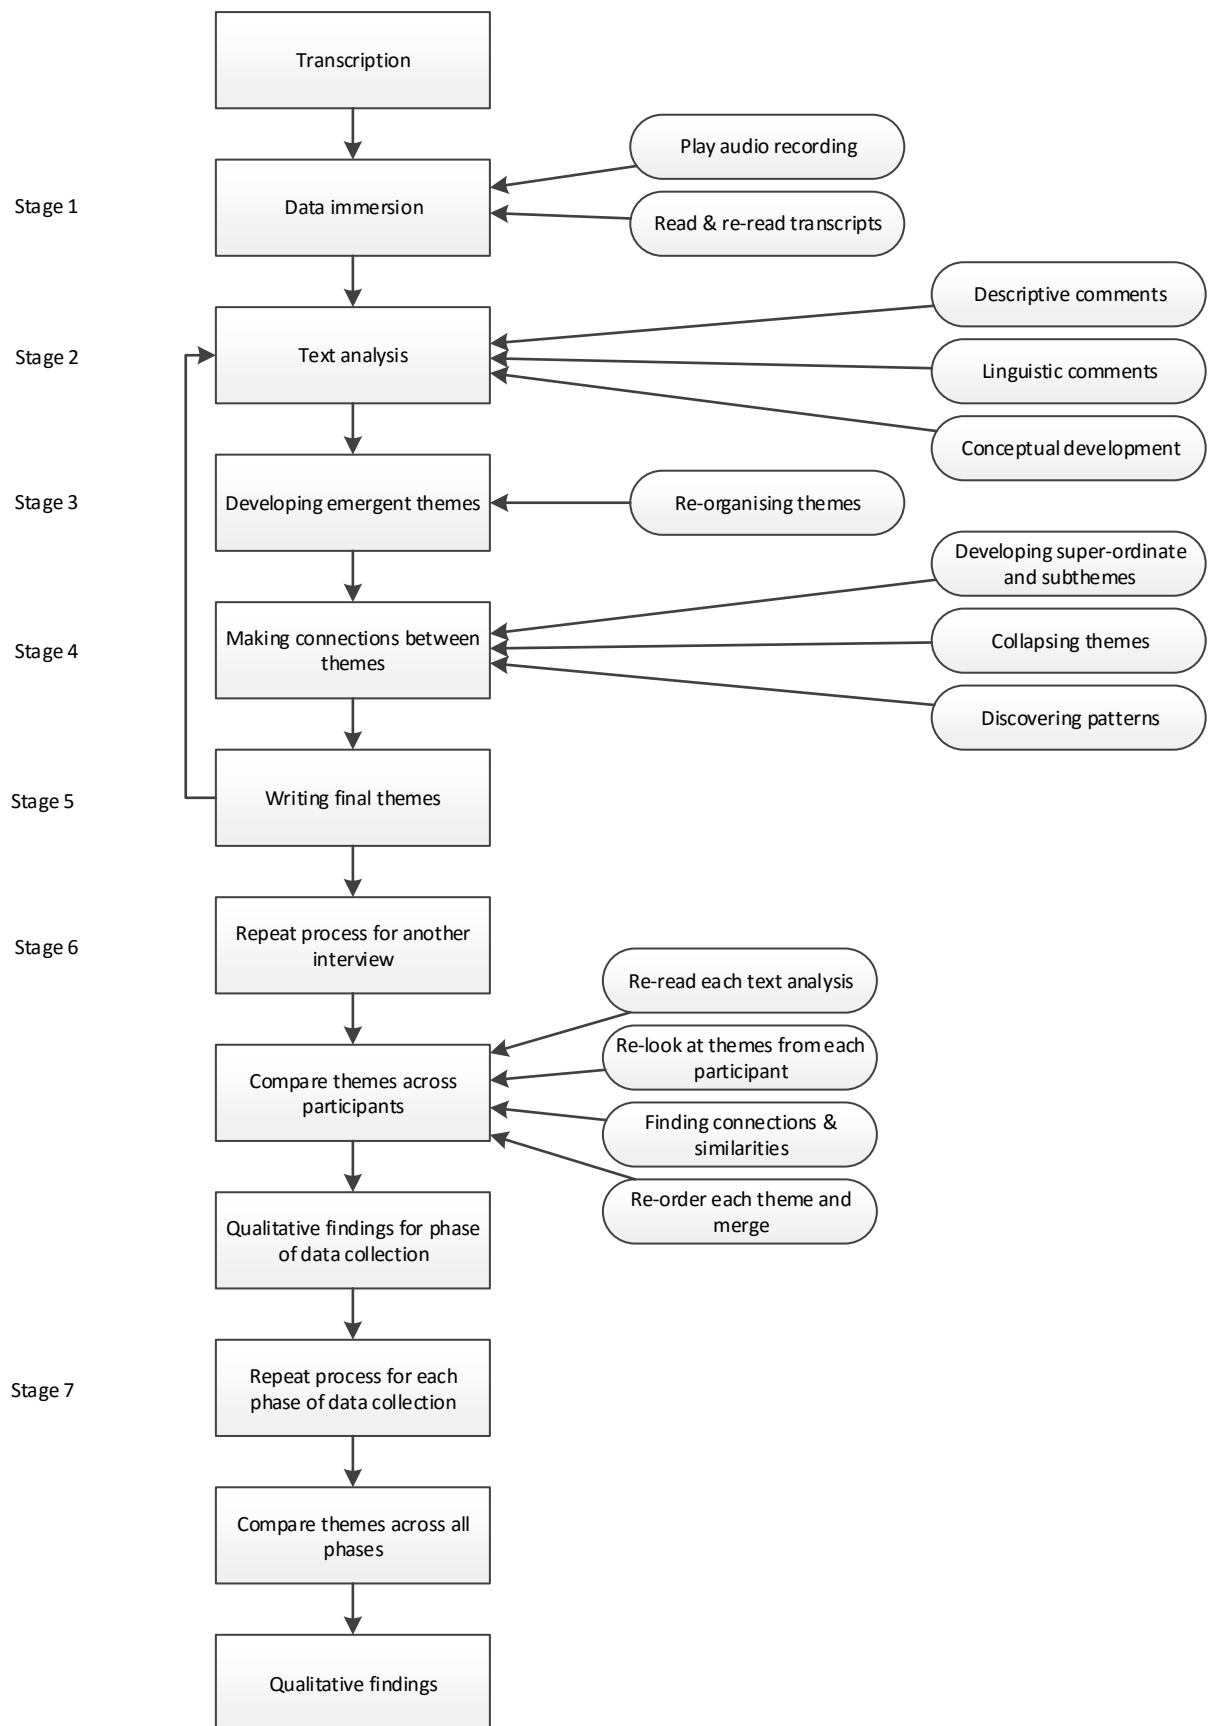 Transcription
Play audio recording
Stage 1
Data immersion
Read & re-read transcripts
Descriptive comments
Stage 2
Text analysis
Linguistic comments
Conceptual development
Stage 3
Developing emergent themes
Re-organising themes
Developing super-ordinate
and subthemes
Stage 4
Making connections between
themes
Collapsing themes
Discovering patterns
Stage 5
Writing final themes
Stage 6
Repeat process for another
interview
Re-read each text analysis
Re-look at themes from each
participant
Compare themes across
participants
Finding connections &
similarities
Re-order each theme and
merge
Qualitative findings for phase
of data collection
Stage 7
Repeat process for each
phase of data collection
Compare themes across all
phases
Qualitative findings